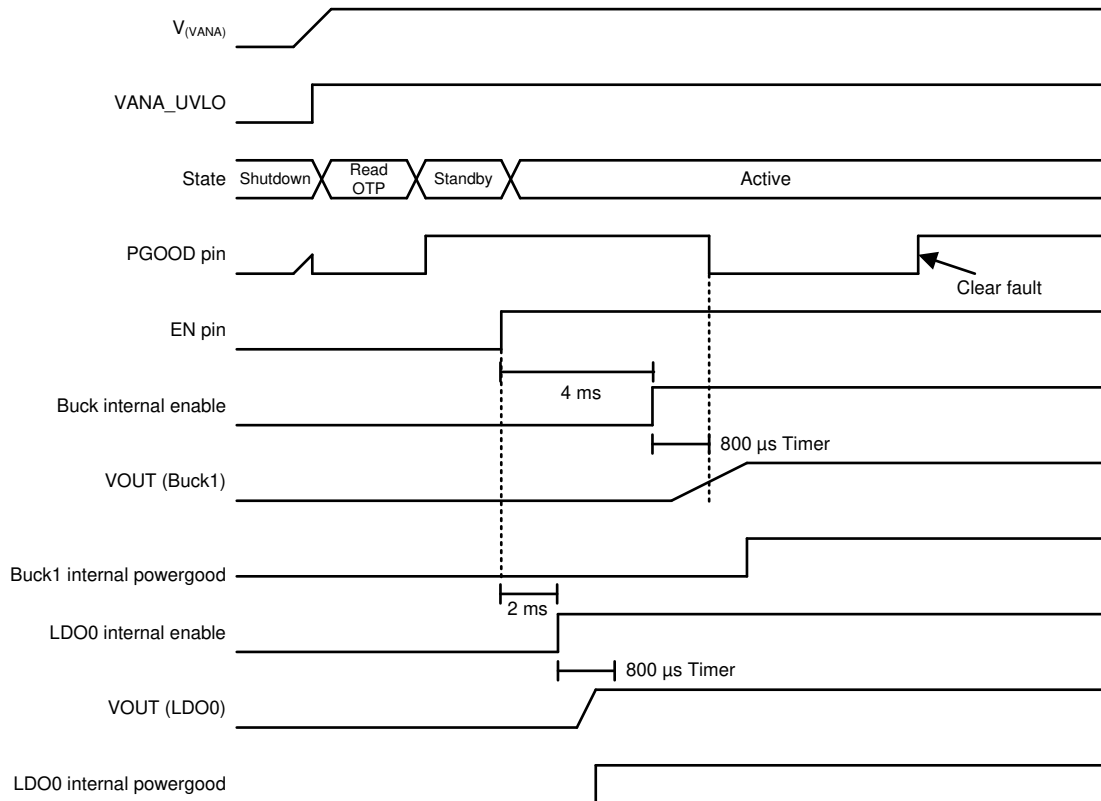 V(VANA)
VANA_UVLO
State
Shutdown
Read
OTP
Standby
Active
PGOOD pin
Clear fault
EN pin
4 ms
Buck internal enable
800 µs Timer
VOUT (Buck1)
Buck1 internal powergood
2 ms
LDO0 internal enable
800 µs Timer
VOUT (LDO0)
LDO0 internal powergood